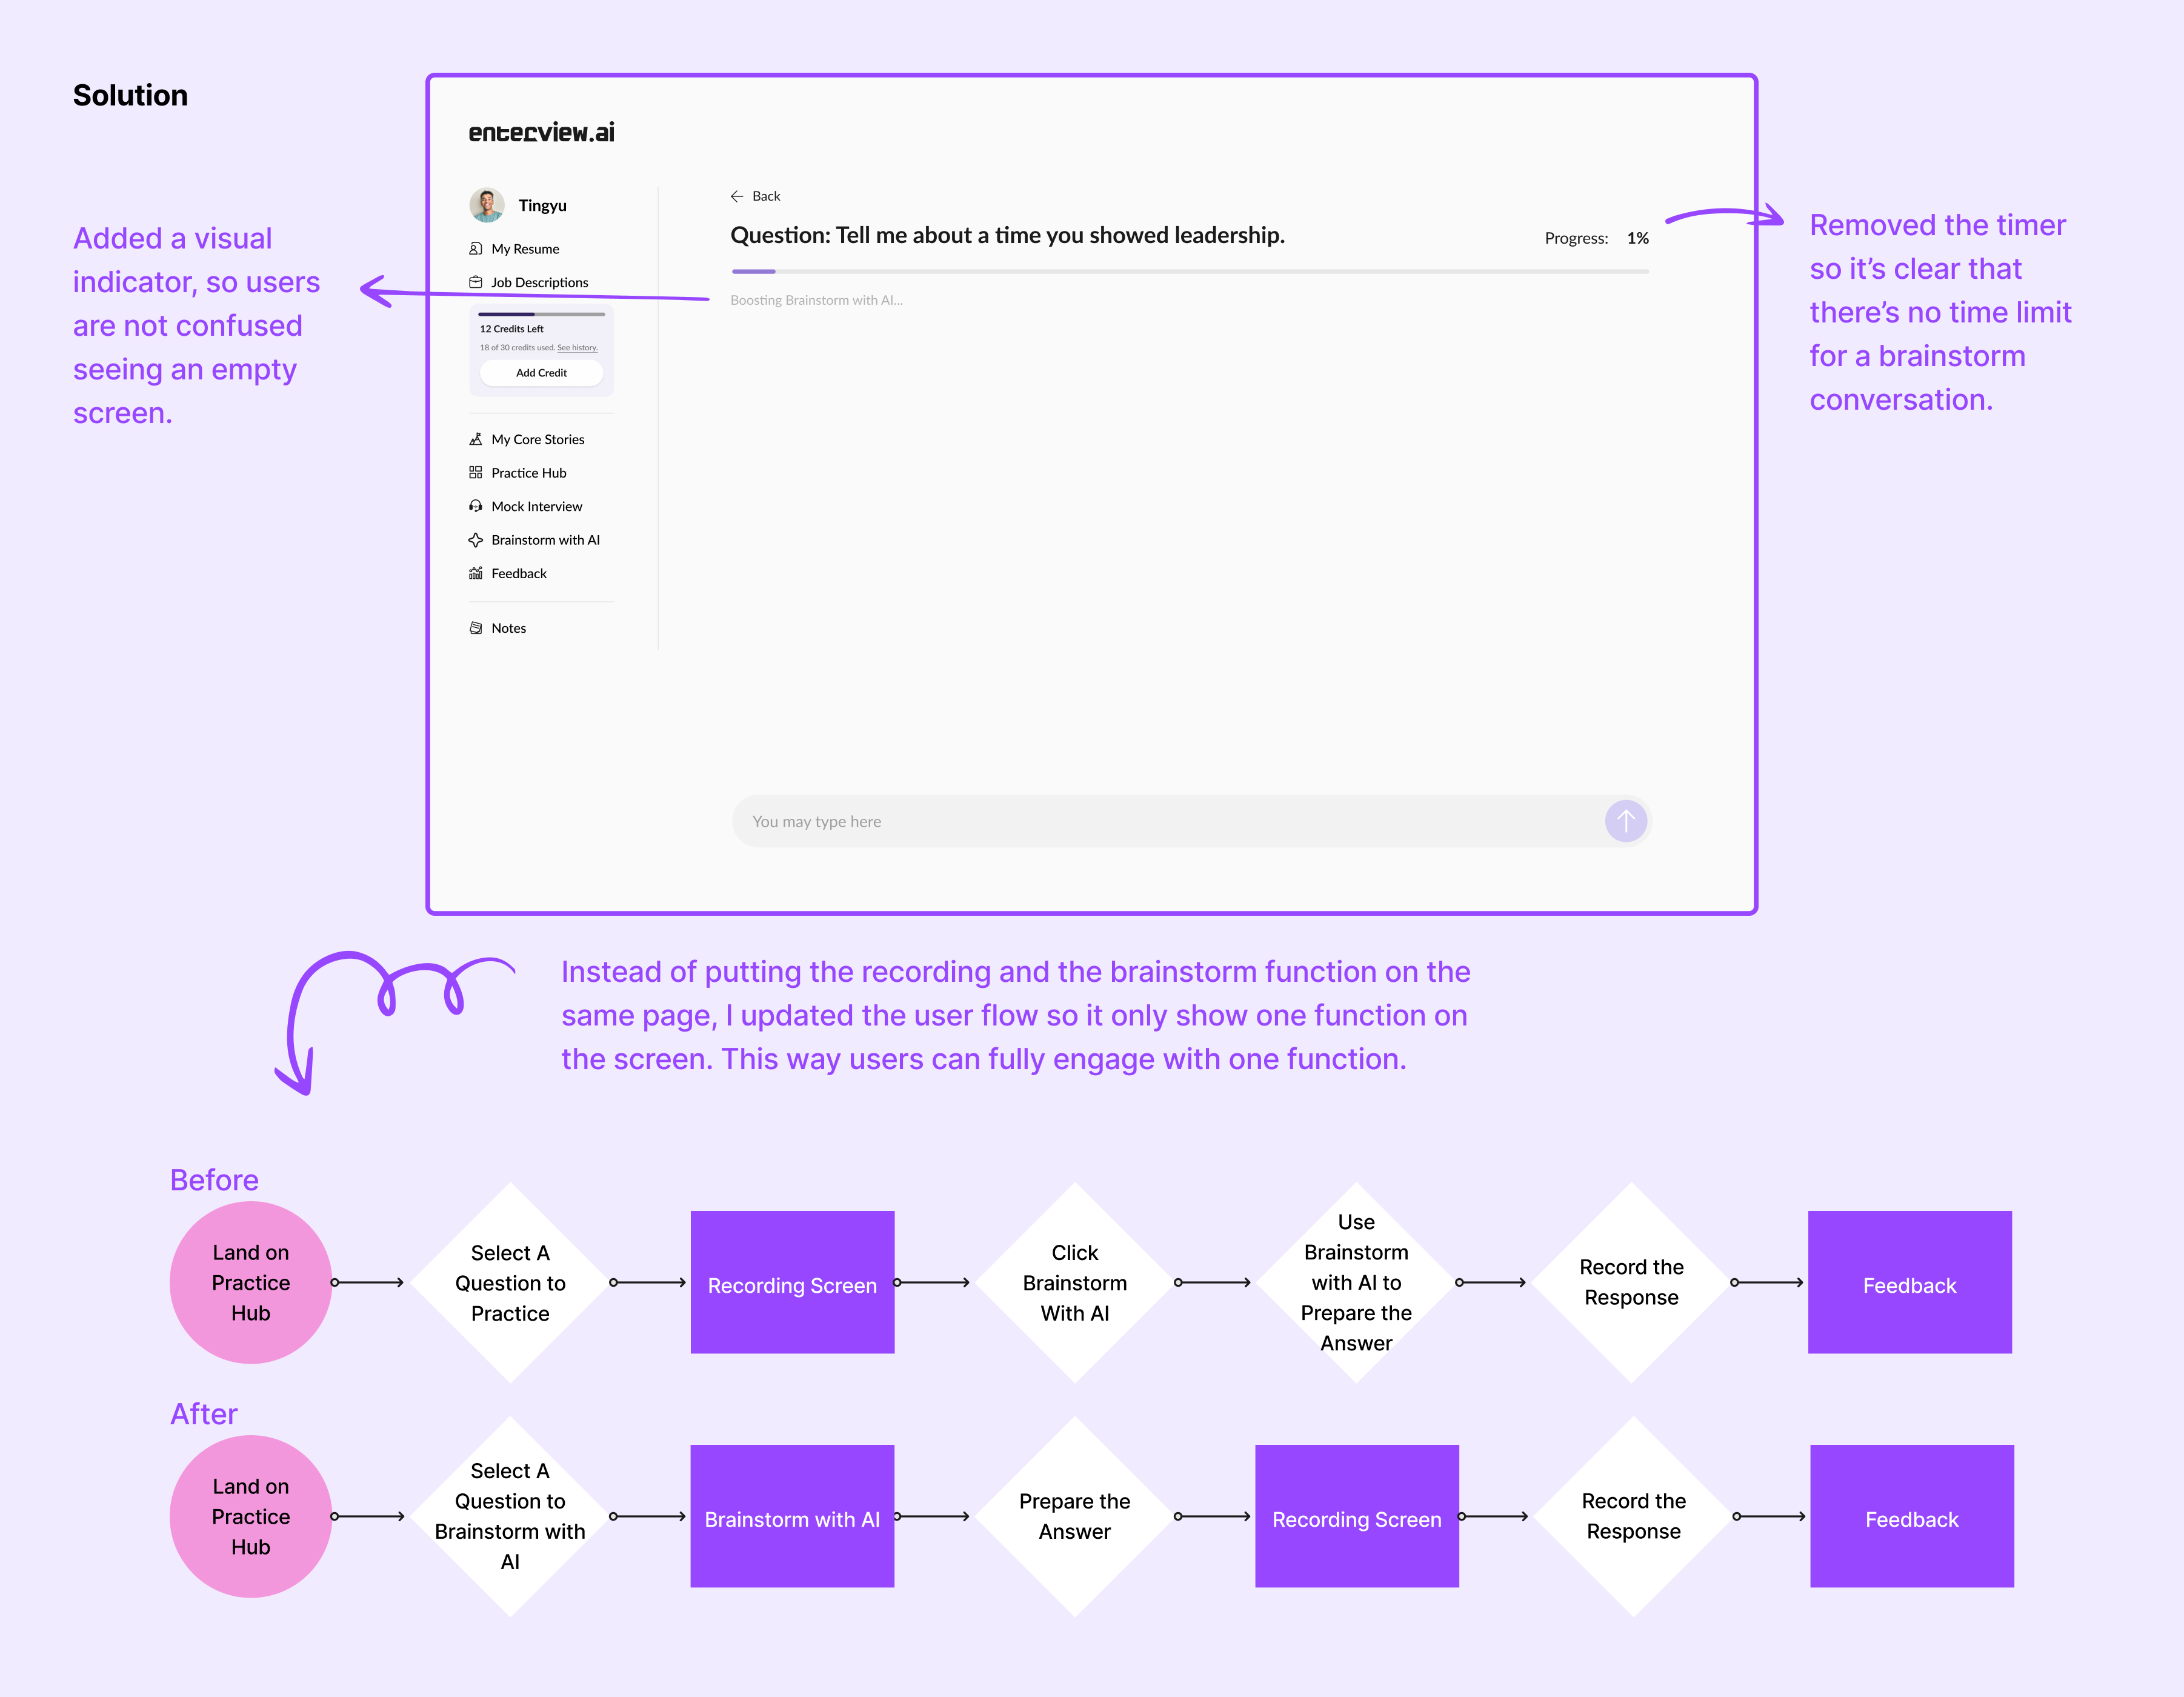 Solution
Added a visual
indicator, so users
are not confused
seeing an empty
screen.
enterview.ai
Tingyu
My Resume
Job Descriptions
12 Credits Left
18 of 30 credits used. See history.
Add Credit
My Core Stories
Practice Hub
Mock Interview
Brainstorm with AI
Feedback
Notes
Back
Question: Tell me about a time you showed leadership.
Progress: 1%
Boosting Brainstorm with AI...
You may type here
Removed the timer
so it’s clear that
there’s no time limit
for a brainstorm
conversation.
Instead of putting the recording and the brainstorm function on the
same page, I updated the user flow so it only show one function on
the screen. This way users can fully engage with one function.
Before
Land on
Practice
Hub
Select A
Question to
Practice
Recording Screen
Click
Brainstorm
With AI
Use
Brainstorm
with AI to
Prepare the
Answer
Record the
Response
Feedback
After
Land on
Practice
Hub
Select A
Question to
Brainstorm with
AI
Brainstorm with AI
Prepare the
Answer
Recording Screen
Record the
Response
Feedback